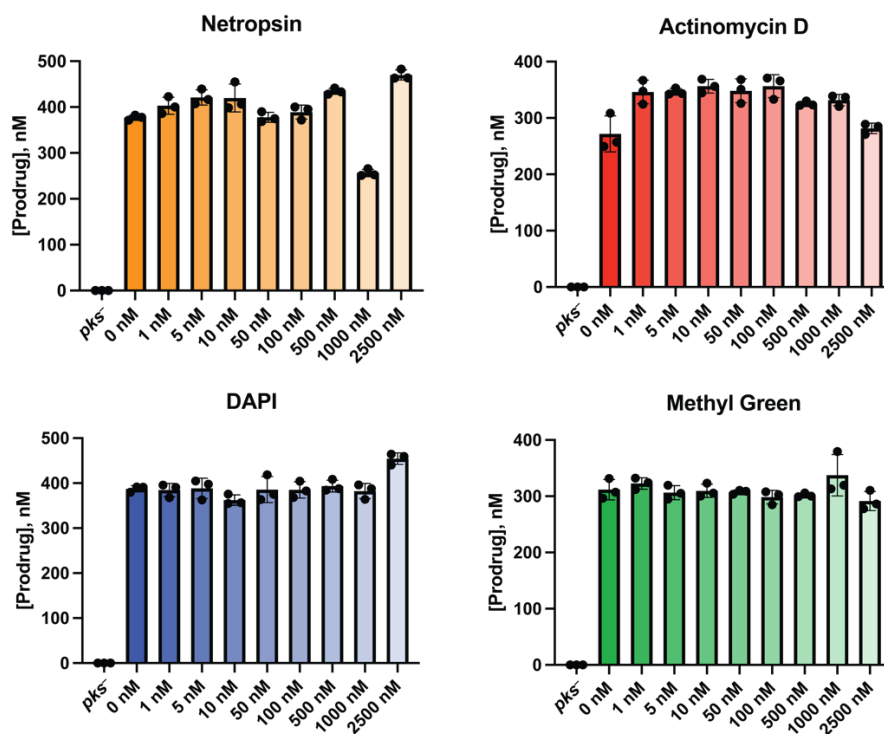 Netropsin
[Prodrug], nM
500
400
300
200
100
0
pks⁻
0 nM
1 nM
5 nM
10 nM
50 nM
100 nM
500 nM
1000 nM
2500 nM
Actinomycin D
[Prodrug], nM
400
300
200
100
0
pks⁻
0 nM
1 nM
5 nM
10 nM
50 nM
100 nM
500 nM
1000 nM
2500 nM
DAPI
[Prodrug], nM
500
400
300
200
100
0
pks⁻
0 nM
1 nM
5 nM
10 nM
50 nM
100 nM
500 nM
1000 nM
2500 nM
Methyl Green
[Prodrug], nM
400
300
200
100
0
pks⁻
0 nM
1 nM
5 nM
10 nM
50 nM
100 nM
500 nM
1000 nM
2500 nM